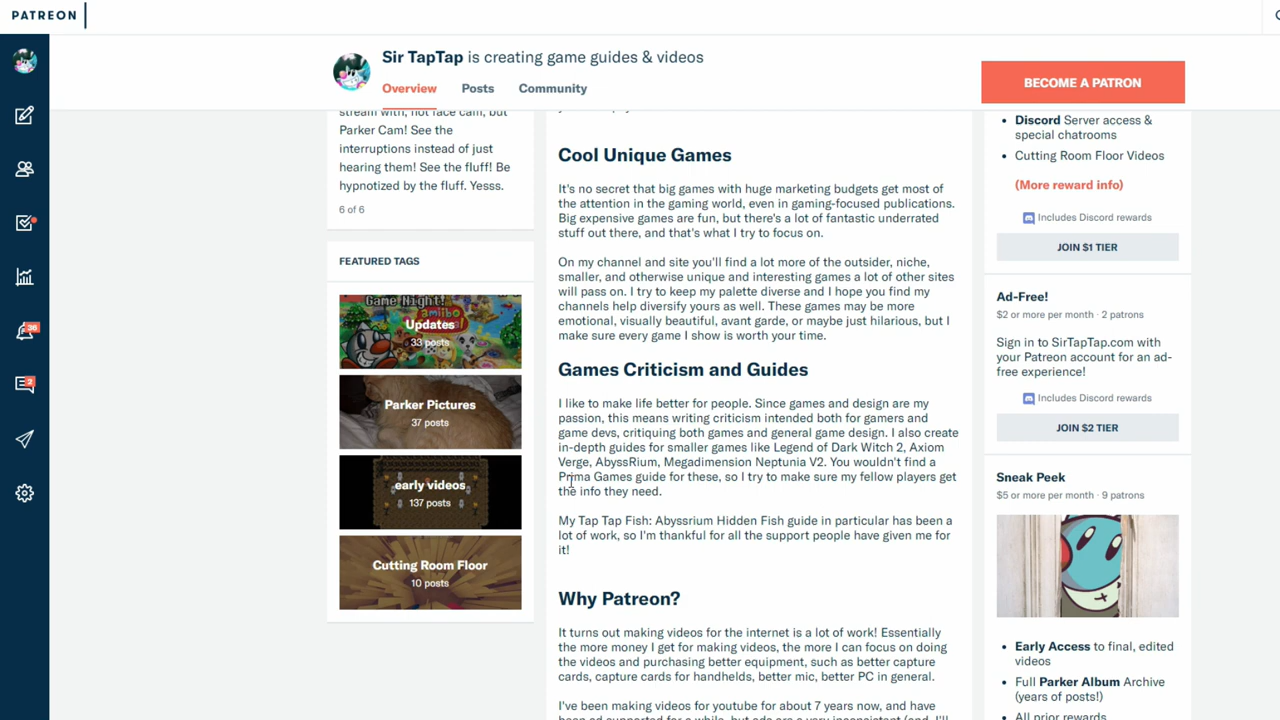 PATREON
Sir TapTap is creating game guides & videos
Overview
Posts
Community
BECOME A PATRON
36
2
stream with, not face cam, but
Parker Cam! See the
interruptions instead of just
hearing them! See the fluff! Be
hypnotized by the fluff. Yesss.
6 of 6
FEATURED TAGS
Game Night!
amiibo
Updates
33 posts
Parker Pictures
37 posts
early videos
137 posts
Cutting Room Floor
10 posts
Cool Unique Games
It's no secret that big games with huge marketing budgets get most of
the attention in the gaming world, even in gaming-focused publications.
Big expensive games are fun, but there's a lot of fantastic underrated
stuff out there, and that's what I try to focus on.
On my channel and site you'll find a lot more of the outsider, niche,
smaller, and otherwise unique and interesting games a lot of other sites
will pass on. I try to keep my palette diverse and I hope you find my
channels help diversify yours as well. These games may be more
emotional, visually beautiful, avant garde, or maybe just hilarious, but I
make sure every game I show is worth your time.
Games Criticism and Guides
I like to make life better for people. Since games and design are my
passion, this means writing criticism intended both for gamers and
game devs, critiquing both games and general game design. I also create
in-depth guides for smaller games like Legend of Dark Witch 2, Axiom
Verge, AbyssRium, Megadimension Neptunia V2. You wouldn't find a
Prima Games guide for these, so I try to make sure my fellow players get
the info they need.
My Tap Tap Fish: Abyssrium Hidden Fish guide in particular has been a
lot of work, so I'm thankful for all the support people have given me for
it!
Why Patreon?
It turns out making videos for the internet is a lot of work! Essentially
the more money I get for making videos, the more I can focus on doing
the videos and purchasing better equipment, such as better capture
cards, capture cards for handhelds, better mic, better PC in general.
I've been making videos for youtube for about 7 years now, and have
Discord Server access &
special chatrooms
Cutting Room Floor Videos
(More reward info)
Includes Discord rewards
JOIN $1 TIER
Ad-Free!
$2 or more per month · 2 patrons
Sign in to SirTapTap.com with
your Patreon account for an ad-
free experience!
Includes Discord rewards
JOIN $2 TIER
Sneak Peek
$5 or more per month · 9 patrons
Early Access to final, edited
videos
Full Parker Album Archive
(years of posts!)
All prior rewards